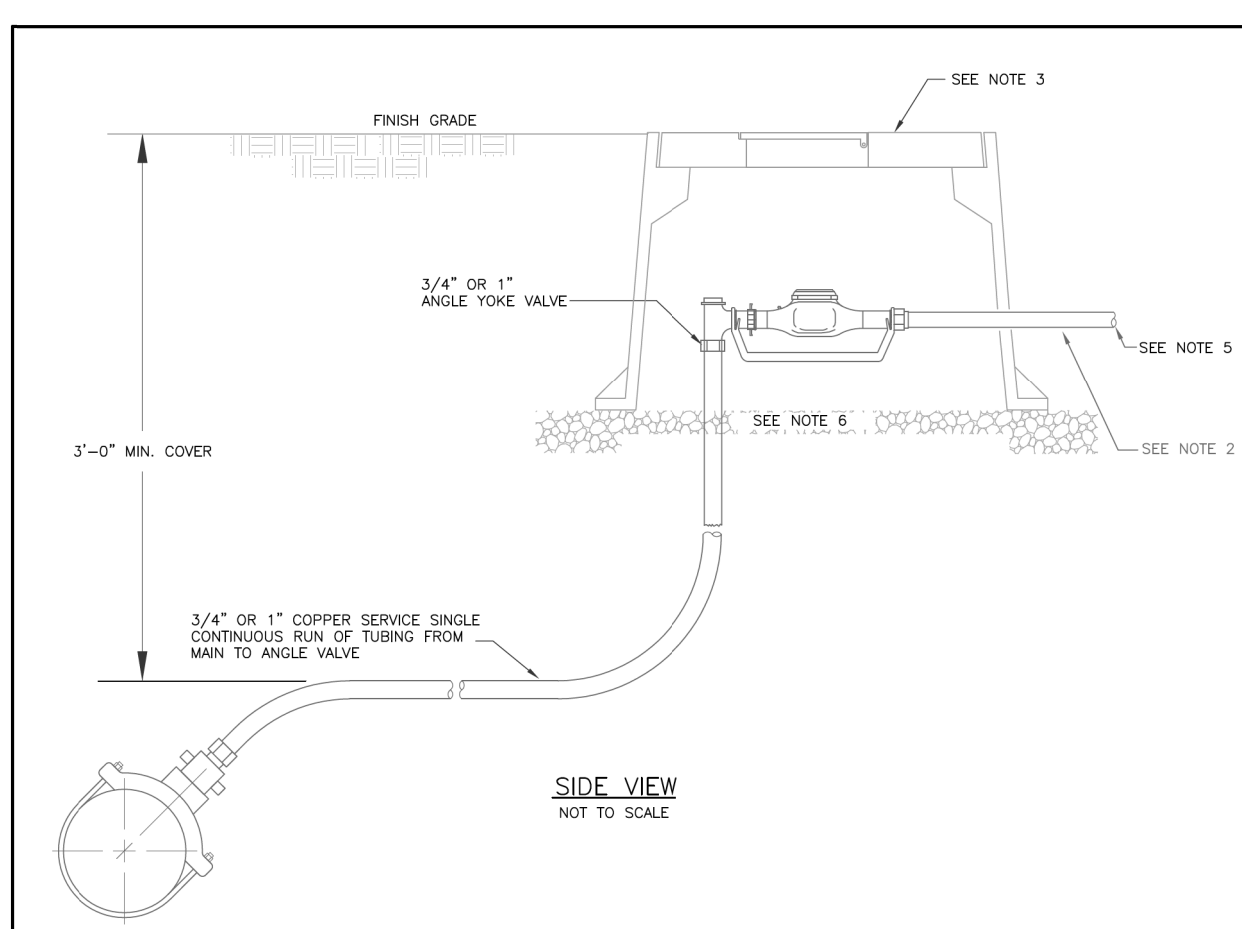 SEE NOTE 3
FINISH GRADE
3/4" OR 1"
ANGLE YOKE VALVE
SEE NOTE 5
SEE NOTE 6
SEE NOTE 2
3'-0" MIN. COVER
3/4" OR 1" COPPER SERVICE SINGLE
CONTINUOUS RUN OF TUBING FROM
MAIN TO ANGLE VALVE
SIDE VIEW
NOT TO SCALE